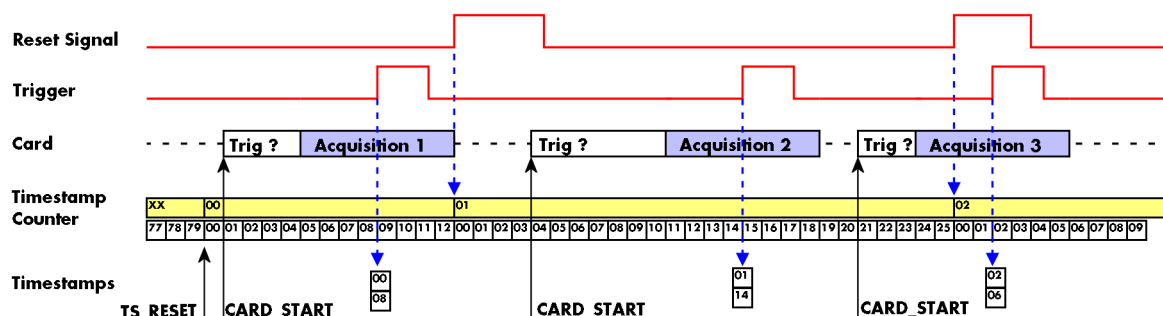 Reset Signal
Trigger
Card Trig ? Acquisition 1 Trig ? Acquisition 2 Trig ? Acquisition 3
Timestamp Counter XX 00 01 02
77 78 79 00 01 02 03 04 05 06 07 08 09 10 11 12 00 01 02 03 04 05 06 07 08 09 10 11 12 13 14 15 16 17 18 19 20 21 22 23 24 25 00 01 02 03 04 05 06 07 08 09
Timestamps 00 01 02
08 14 06
TS_RESET CARD_START CARD_START CARD_START